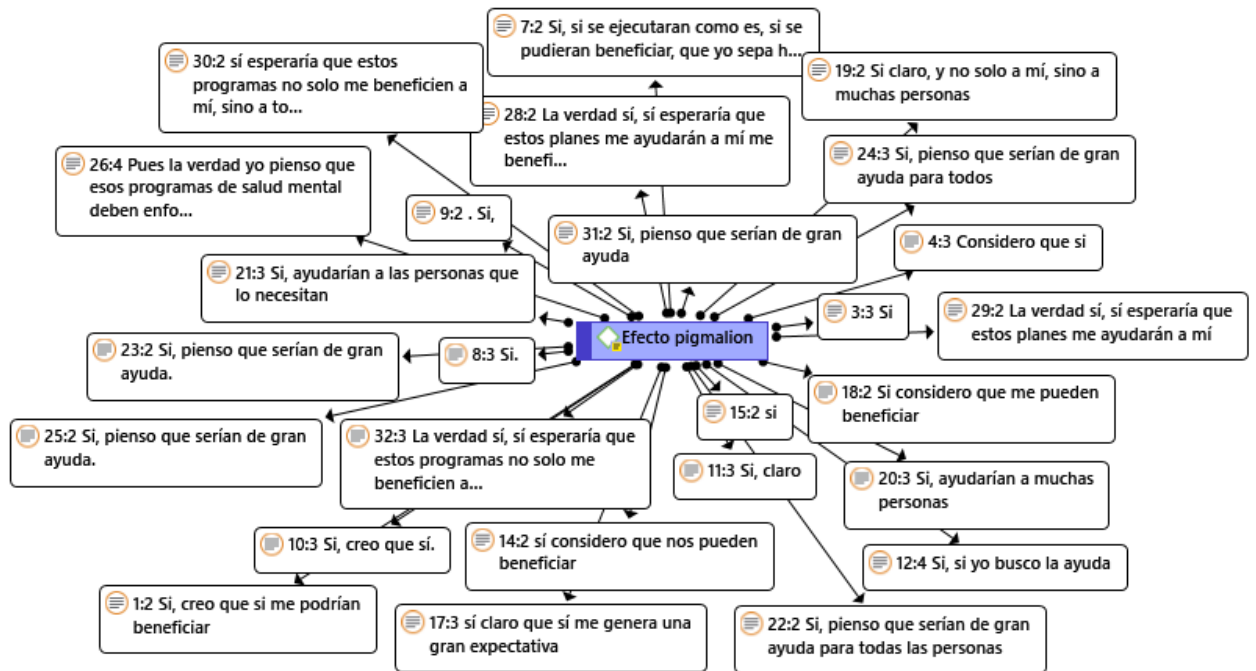 7:2 Si, si se ejecutaran como es, si se
pudieran beneficiar, que yo sepa h...
30:2 sí esperaría que estos
programas no solo me beneficien a
mí, sino a to...
19:2 Si claro, y no solo a mí, sino a
muchas personas
28:2 La verdad sí, sí esperaría que
estos planes me ayudarán a mí me
benefi...
26:4 Pues la verdad yo pienso que
esos programas de salud mental
deben enfo...
24:3 Si, pienso que serían de gran
ayuda para todos
9:2 . Si,
31:2 Si, pienso que serían de gran
ayuda
4:3 Considero que si
21:3 Si, ayudarían a las personas que
lo necesitan
3:3 Si
29:2 La verdad sí, sí esperaría que
estos planes me ayudarán a mí
Efecto pigmalion
23:2 Si, pienso que serían de gran
ayuda.
8:3 Si.
18:2 Si considero que me pueden
beneficiar
15:2 si
25:2 Si, pienso que serían de gran
ayuda.
32:3 La verdad sí, sí esperaría que
estos programas no solo me
beneficien a...
11:3 Si, claro
20:3 Si, ayudarían a muchas
personas
10:3 Si, creo que sí.
14:2 sí considero que nos pueden
beneficiar
12:4 Si, si yo busco la ayuda
1:2 Si, creo que si me podrían
beneficiar
17:3 sí claro que sí me genera una
gran expectativa
22:2 Si, pienso que serían de gran
ayuda para todas las personas